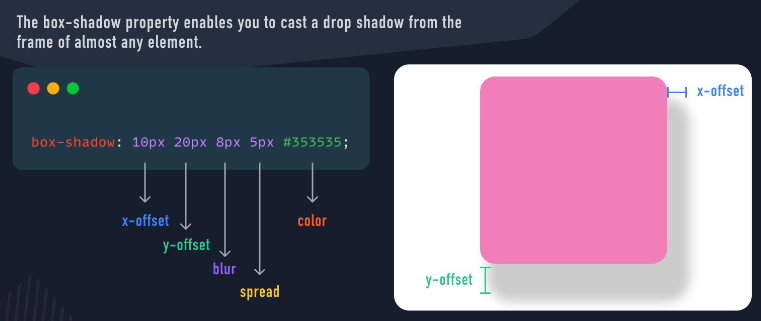 The box-shadow property enables you to cast a drop shadow from the
frame of almost any element.
box-shadow: 10px 20px 8px 5px #353535;
x-offset
y-offset
blur
spread
color
x-offset
y-offset